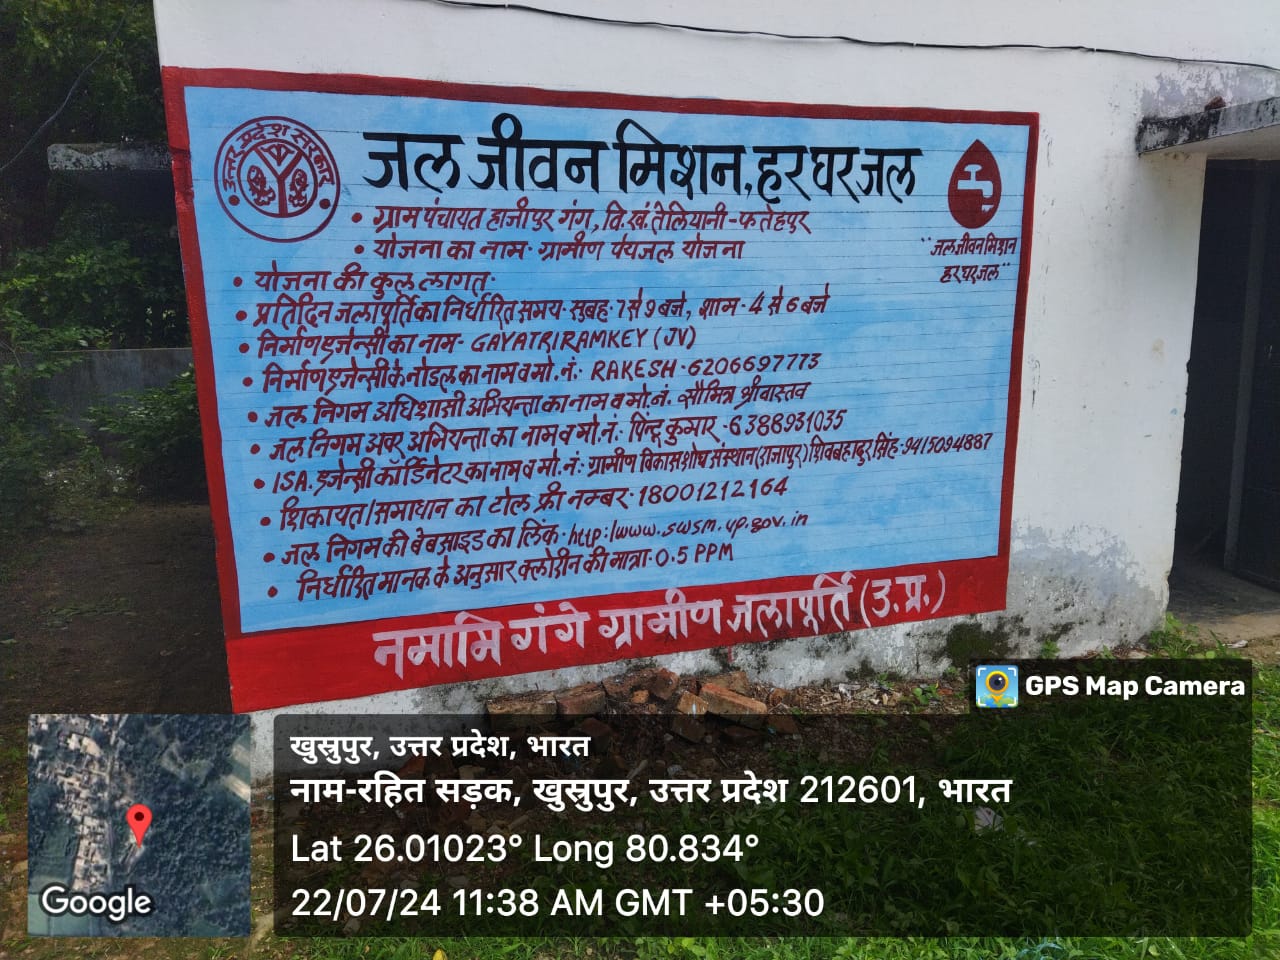 उत्तर प्रदेश सरकार
जल जीवन मिशन, हर घर जल
• ग्राम पंचायत हाजीपुर गंग, वि.खं. तेलियानी - फतेहपुर
• योजना का नाम - ग्रामीण पेयजल योजना
"जल जीवन मिशन
हर घर जल"
• योजना की कुल लागत -
• प्रतिदिन जलापूर्ति का निर्धारित समय - सुबह - 7 से 9 बजे, शाम - 4 से 6 बजे
• निर्माण एजेन्सी का नाम - GAYATRI RAMKEY (JV)
• निर्माण एजेन्सी के नोडल का नाम व मो. नं.: RAKESH - 6206697773
• जल निगम अधिशासी अभियन्ता का नाम व मो. नं. सौमित्र श्रीवास्तव
• जल निगम अवर अभियन्ता का नाम व मो. नं.: पिंन्टू कुमार - 6388931035
• ISA. एजेन्सी कॉर्डिनेटर का नाम व मो. नं.: ग्रामीण विकास शोध संस्थान (राजापुर) शिवबहादुर सिंह - 9415094887
• शिकायत/समाधान का टोल फ्री नम्बर - 18001212164
• जल निगम की बेबसाइड का लिंक - http:/www.swsm.up.gov.in
• निर्धारित मानक के अनुसार क्लोरीन की मात्रा - 0.5 PPM
नमामि गंगे ग्रामीण जलापूर्ति (उ.प्र.)
GPS Map Camera
खुस्रुपुर, उत्तर प्रदेश, भारत
नाम-रहित सड़क, खुस्रुपुर, उत्तर प्रदेश 212601, भारत
Lat 26.01023° Long 80.834°
22/07/24 11:38 AM GMT +05:30
Google